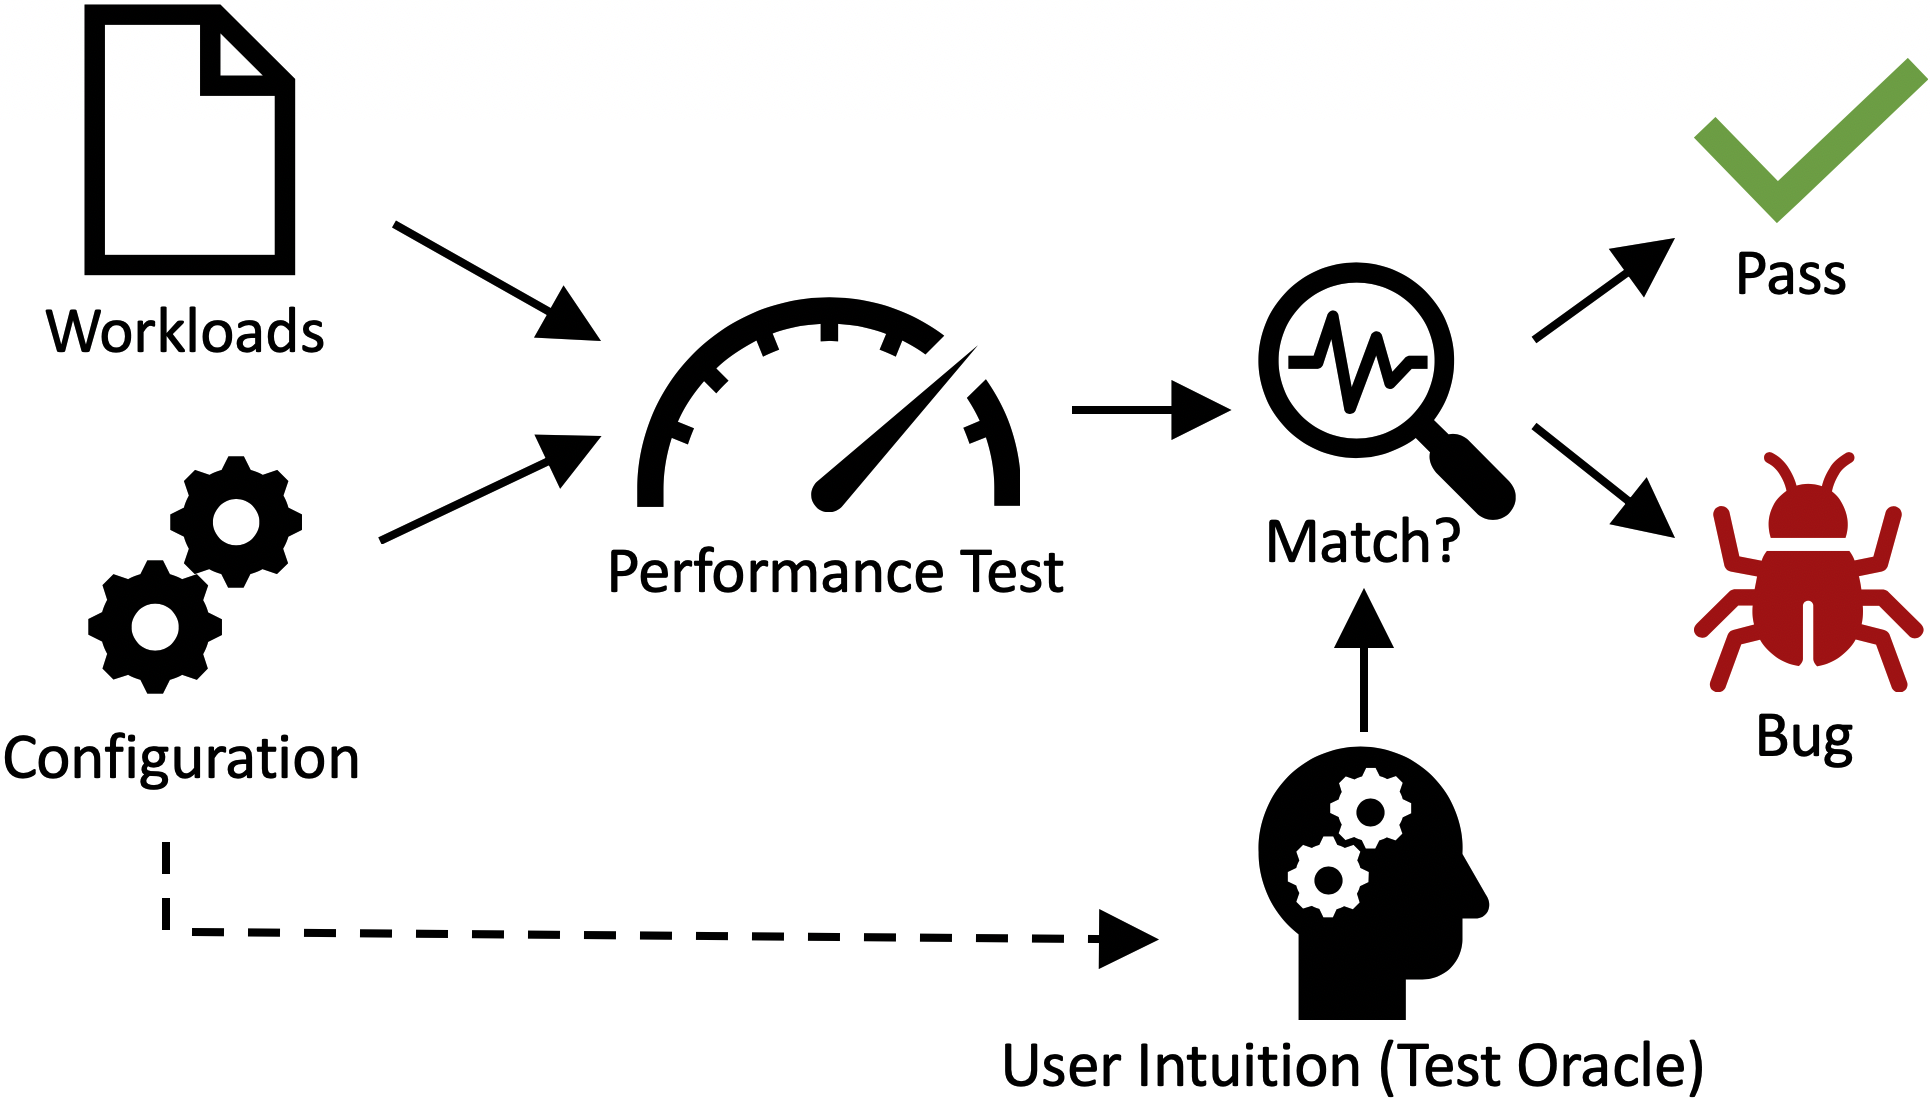 Workloads
Configuration
Performance Test
Match?
Pass
Bug
User Intuition (Test Oracle)